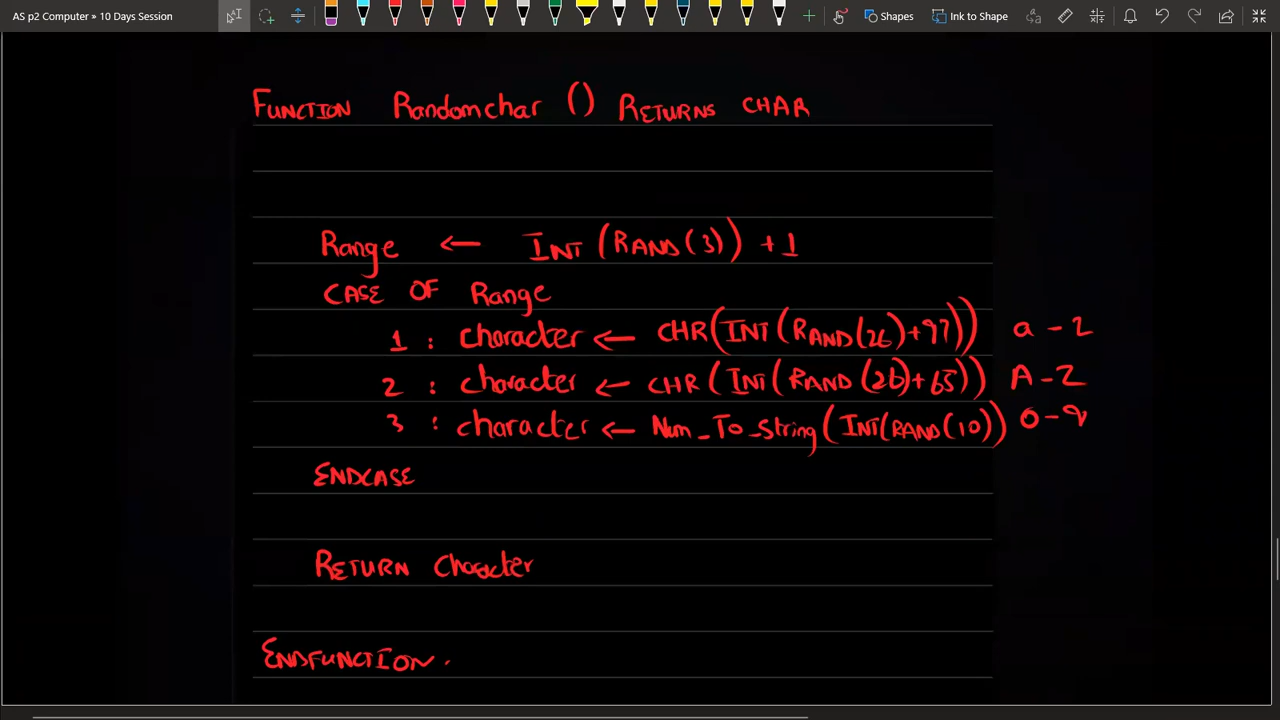 AS p2 Computer » 10 Days Session
Shapes
Ink to Shape
FUNCTION Randomchar () RETURNS CHAR
Range ← INT (RAND(3)) + 1
CASE OF Range
1 : character ← CHR(INT(RAND(26)+97)) a - z
2 : character ← CHR(INT(RAND(26)+65)) A - Z
3 : character ← Num_To_String(INT(RAND(10)) 0 - 9
ENDCASE
RETURN Character
ENDFUNCTION.